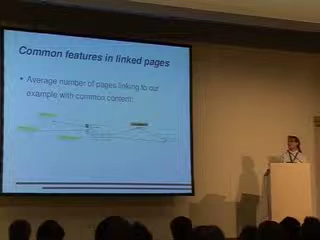 Common features in linked pages
• Average number of pages linking to our
example with common content: